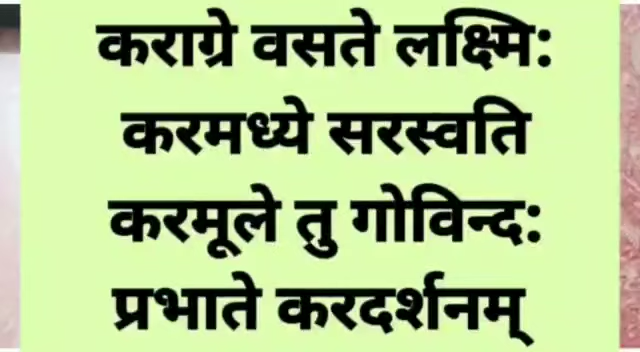 कराग्रे वसते लक्ष्मि:
करमध्ये सरस्वति
करमूले तु गोविन्द:
प्रभाते करदर्शनम्